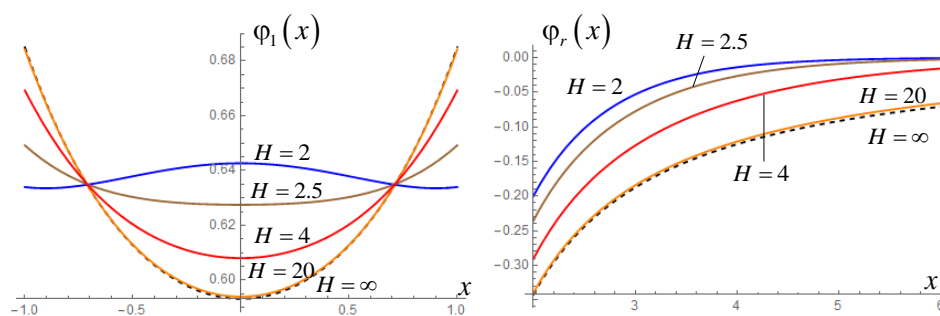 φ₁(x)
0.68
0.66
0.64
0.62
0.60
H = 2
H = 2.5
H = 4
H = 20
H = ∞
x
−1.0
−0.5
0.5
1.0
φᵣ(x)
H = 2.5
H = 2
H = 20
H = ∞
H = 4
0.00
−0.05
−0.10
−0.15
−0.20
−0.25
−0.30
x
3
4
5
6